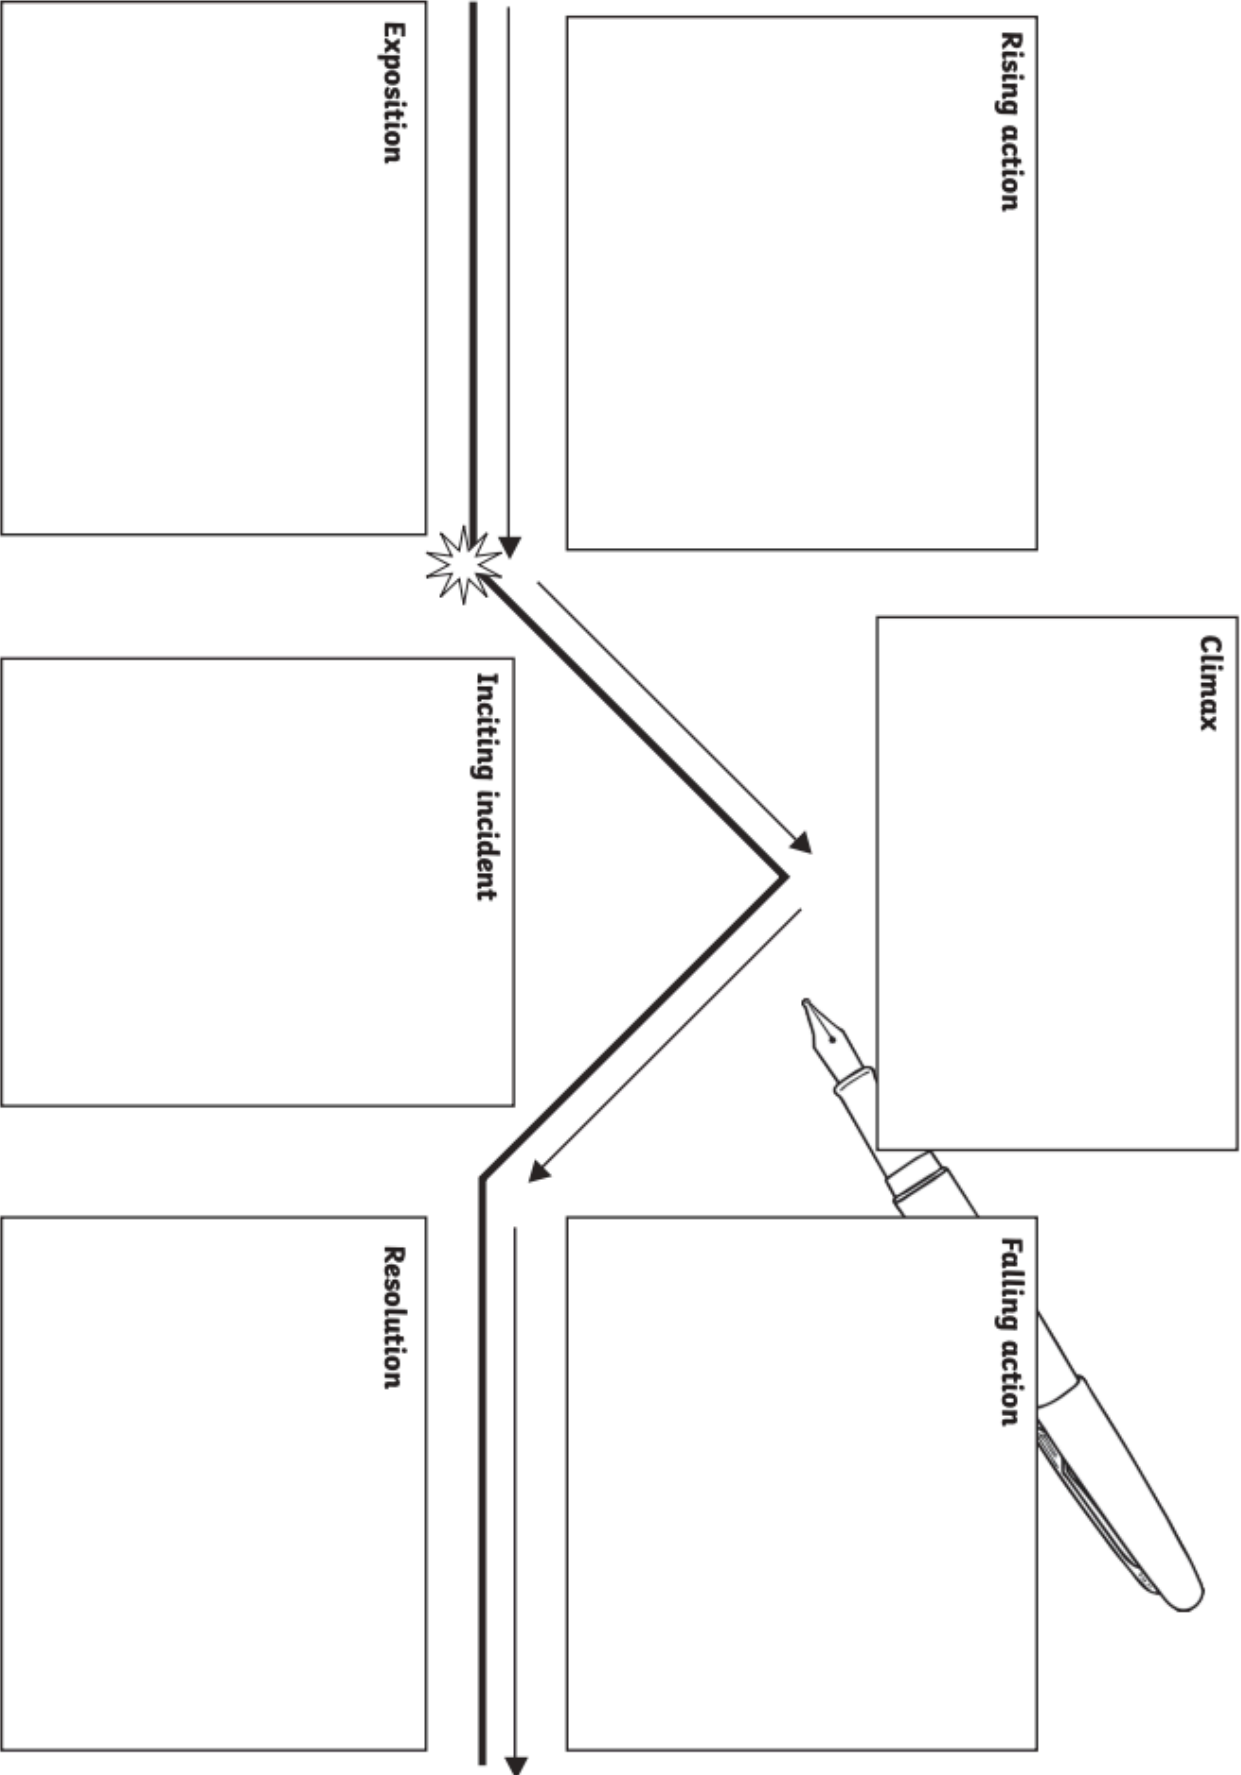 Exposition
Inciting incident
Rising action
Climax
Falling action
Resolution